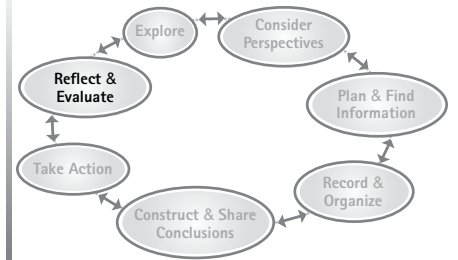 Explore
Consider
Perspectives
Plan & Find
Information
Record &
Organize
Construct & Share
Conclusions
Take Action
Reflect &
Evaluate